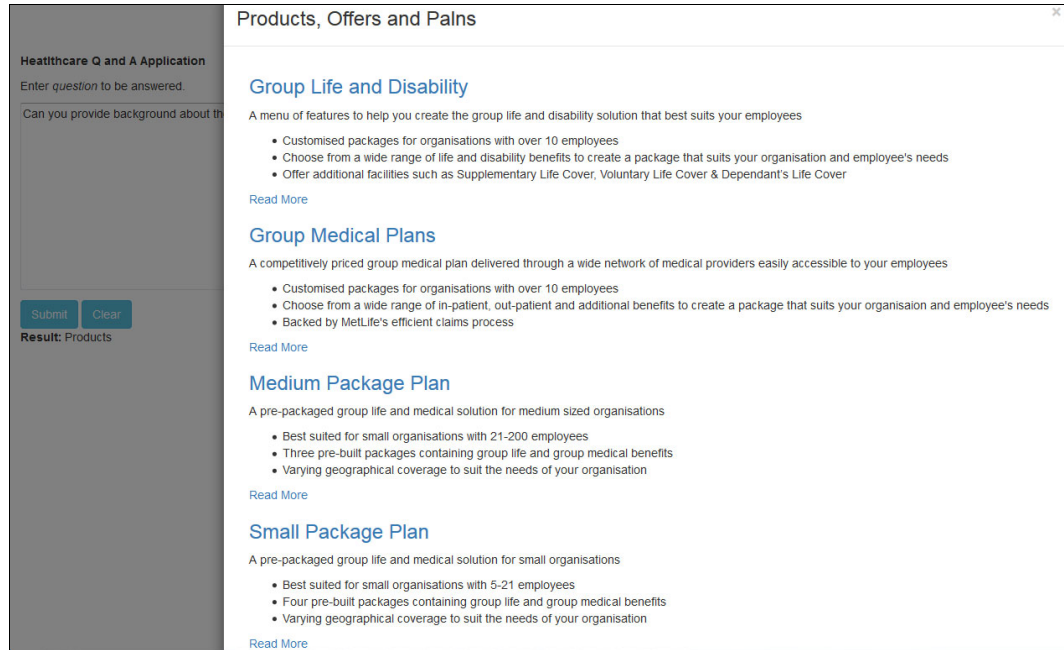 Products, Offers and Palns
×
Heatlthcare Q and A Application
Enter question to be answered.
Can you provide background about th
Submit
Clear
Result: Products
Group Life and Disability
A menu of features to help you create the group life and disability solution that best suits your employees
• Customised packages for organisations with over 10 employees
• Choose from a wide range of life and disability benefits to create a package that suits your organisation and employee's needs
• Offer additional facilities such as Supplementary Life Cover, Voluntary Life Cover & Dependant's Life Cover
Read More
Group Medical Plans
A competitively priced group medical plan delivered through a wide network of medical providers easily accessible to your employees
• Customised packages for organisations with over 10 employees
• Choose from a wide range of in-patient, out-patient and additional benefits to create a package that suits your organisaion and employee's needs
• Backed by MetLife's efficient claims process
Read More
Medium Package Plan
A pre-packaged group life and medical solution for medium sized organisations
• Best suited for small organisations with 21-200 employees
• Three pre-built packages containing group life and group medical benefits
• Varying geographical coverage to suit the needs of your organisation
Read More
Small Package Plan
A pre-packaged group life and medical solution for small organisations
• Best suited for small organisations with 5-21 employees
• Four pre-built packages containing group life and group medical benefits
• Varying geographical coverage to suit the needs of your organisation
Read More